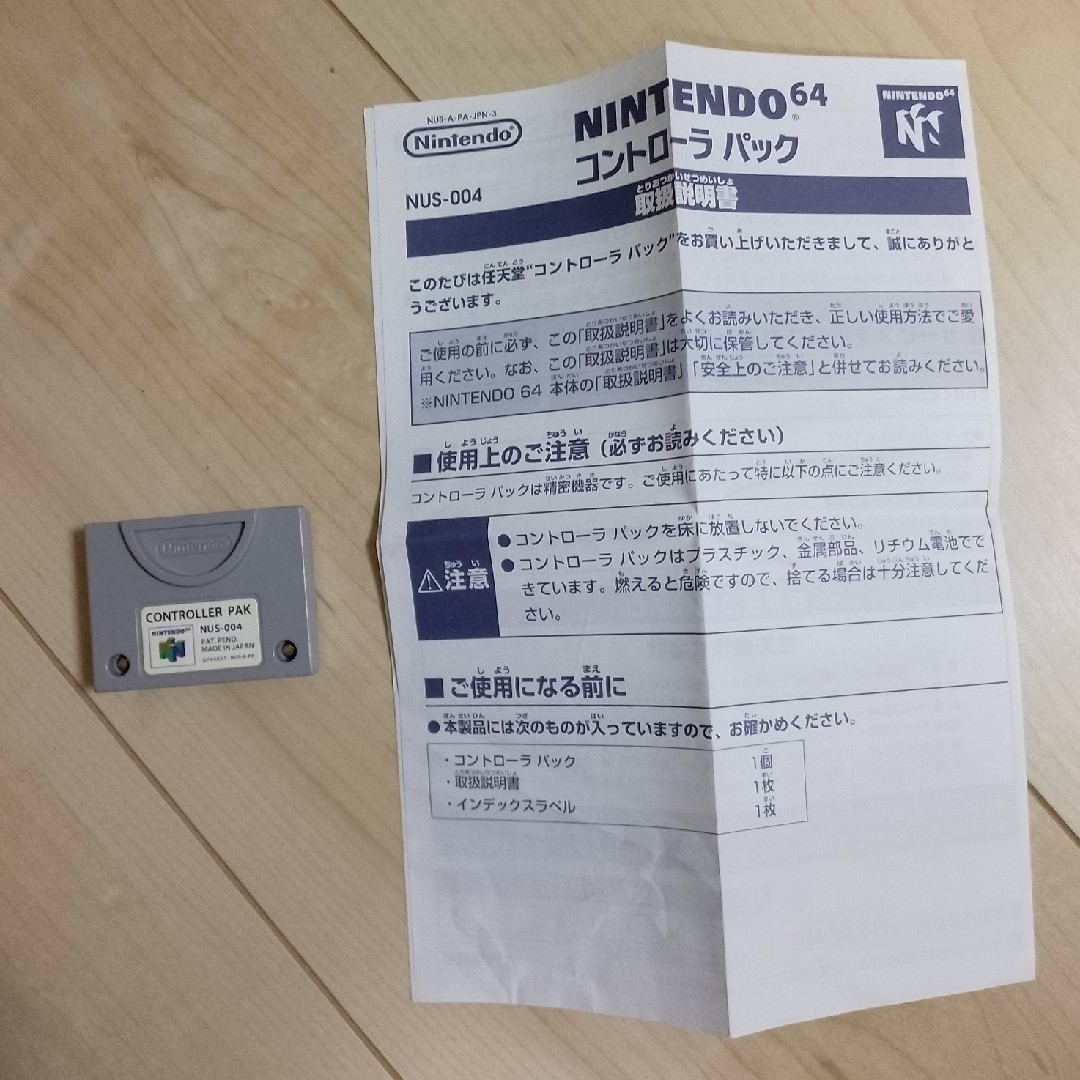 NUS-A-PA-JPN-3
Nintendo®
NUS-004
NINTENDO®64
コントローラ パック
NINTENDO64
取扱説明書
このたびは任天堂“コントローラ パック”をお買い上げいただきまして、誠にありがと
うございます。
ご使用の前に必ず、この「取扱説明書」をよくお読みいただき、正しい使用方法でご愛
用ください。なお、この「取扱説明書」は大切に保管してください。
※NINTENDO 64 本体の「取扱説明書」「安全上のご注意」と併せてお読みください。
■使用上のご注意(必ずお読みください)
コントローラ パックは精密機器です。ご使用にあたって特に以下の点にご注意ください。
注意
●コントローラ パックを床に放置しないでください。
●コントローラ パックはプラスチック、金属部品、リチウム電池でで
きています。燃えると危険ですので、捨てる場合は十分注意してくだ
さい。
■ご使用になる前に
●本製品には次のものが入っていますので、お確かめください。
・コントローラ パック 1個
・取扱説明書 1枚
・インデックスラベル 1枚
Nintendo
CONTROLLER PAK
NINTENDO64
NUS-004
PAT. PEND.
MADE IN JAPAN